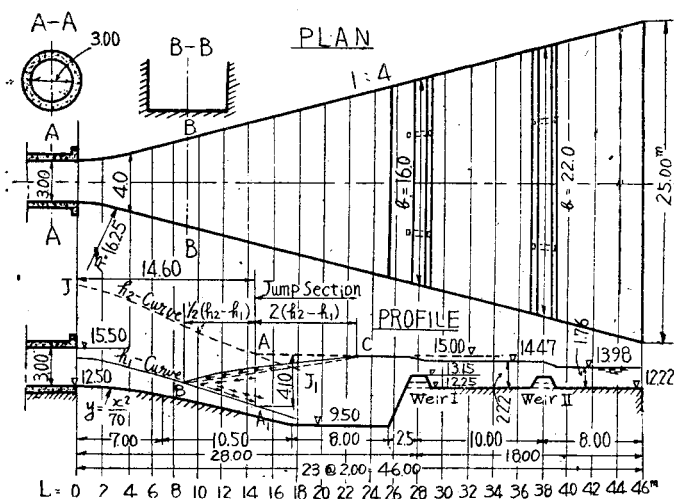 A-A
3.00
B-B
PLAN
1:4
B
A
3.00
4.0
b=16.0
b=22.0
25.00m
A
B
R=16.25
14.60
J
h2-Curve
1/2(h2-h1)
Jump Section
2(h2-h1)
PROFILE
15.50
h1-Curve
A
C
15.00
14.47
1.76
13.98
3.00
12.50
B
4.10
J1
13.15
12.25
2.22
12.22
y=x²/70
A1
9.50
Weir I
Weir II
7.00
10.50
8.00
2.5
10.00
8.00
28.00
18.00
23 @ 2.00; 46.00
L= 0 2 4 6 8 10 12 14 16 18 20 22 24 26 28 30 32 34 36 38 40 42 44 46m